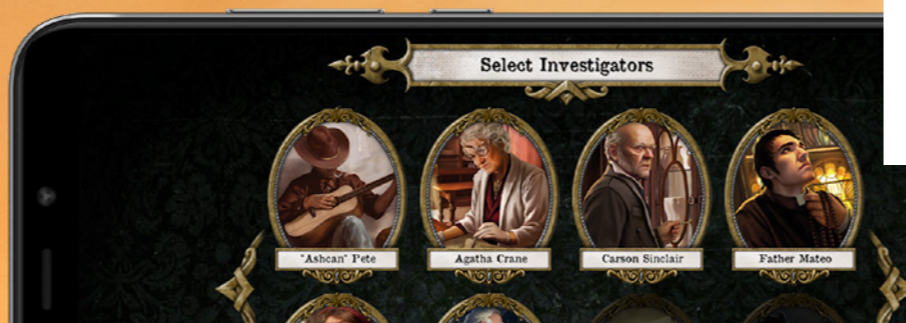 Select Investigators
"Ashcan" Pete
Agatha Crane
Carson Sinclair
Father Mateo